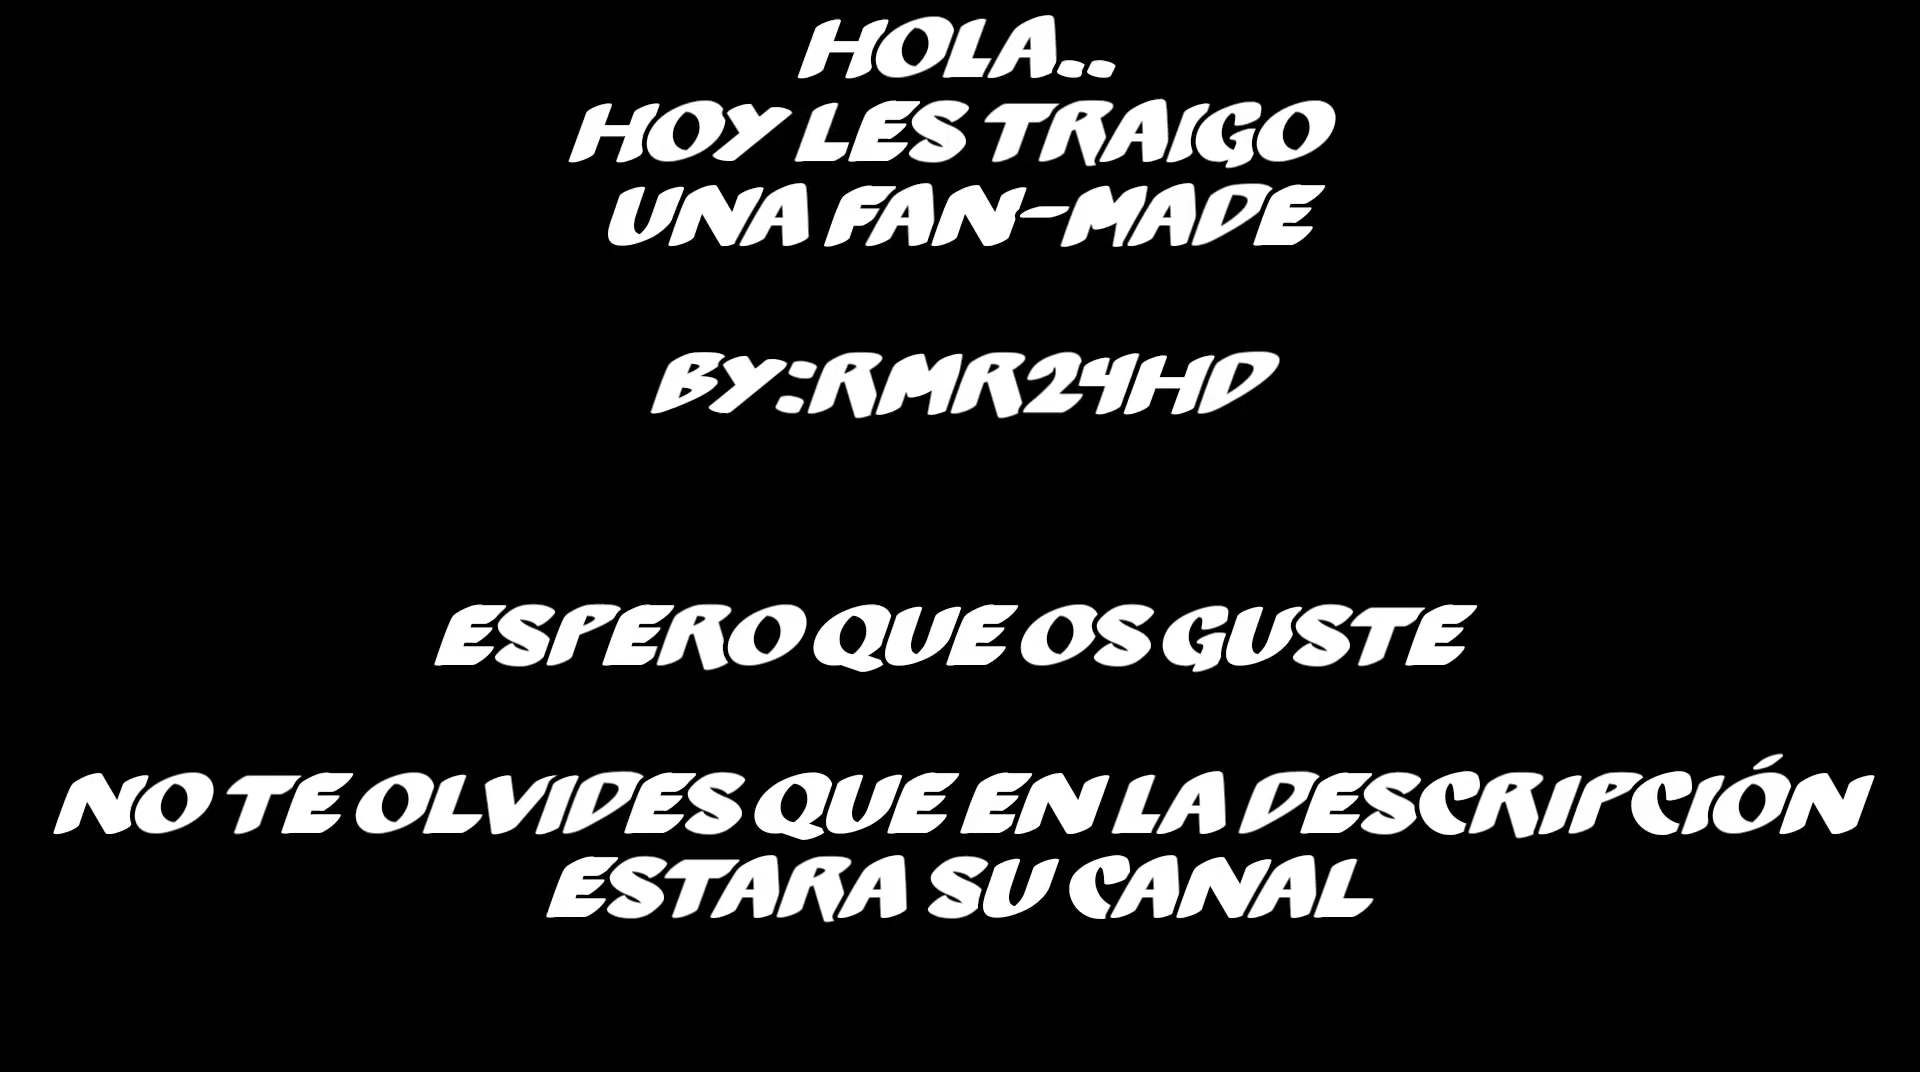 HOLA..
HOY LES TRAIGO
UNA FAN-MADE
BY:RMR24HD
ESPERO QUE OS GUSTE
NO TE OLVIDES QUE EN LA DESCRIPCIÓN
ESTARA SU CANAL